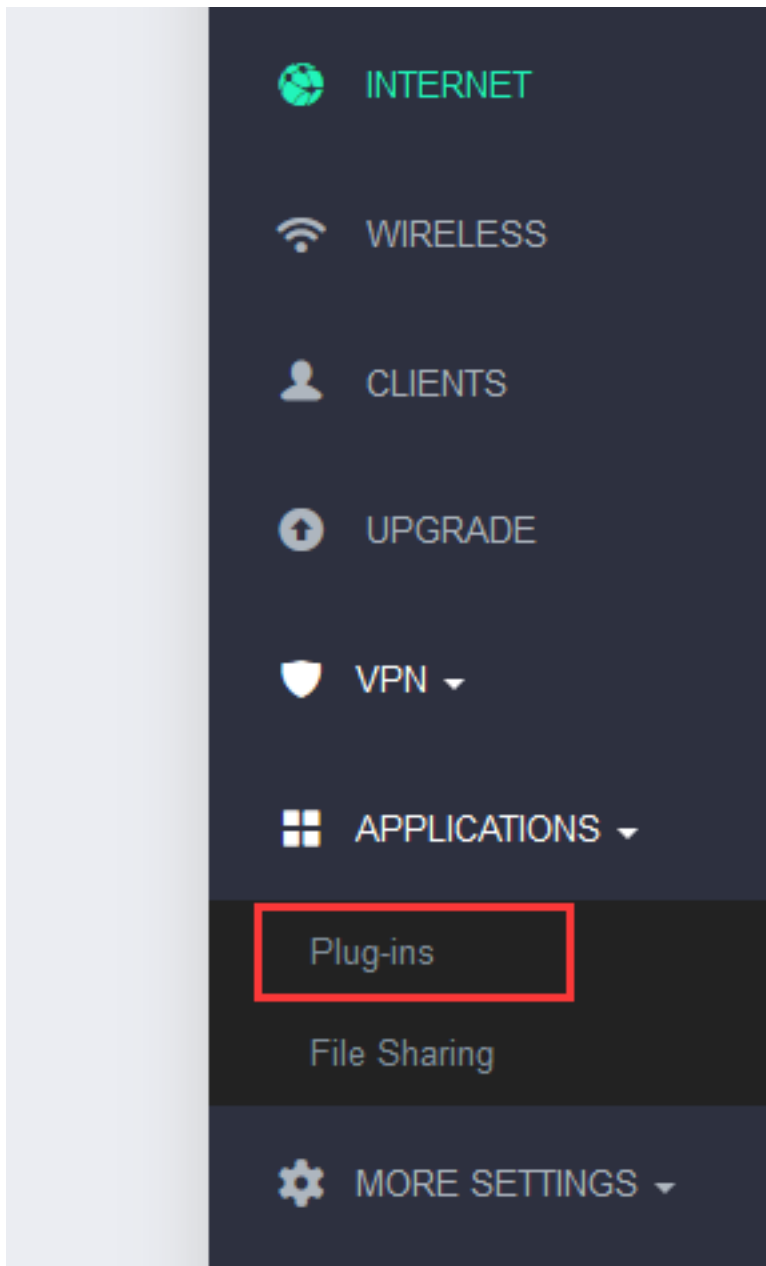 INTERNET
WIRELESS
CLIENTS
UPGRADE
VPN
APPLICATIONS
Plug-ins
File Sharing
MORE SETTINGS